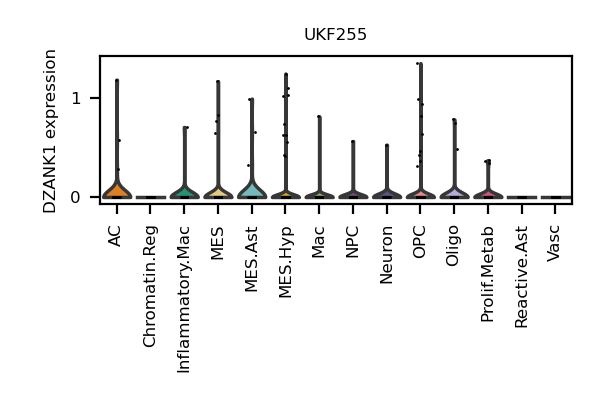 UKF255
DZANK1 expression
1
0
AC
Chromatin.Reg
Inflammatory.Mac
MES
MES.Ast
MES.Hyp
Mac
NPC
Neuron
OPC
Oligo
Prolif.Metab
Reactive.Ast
Vasc